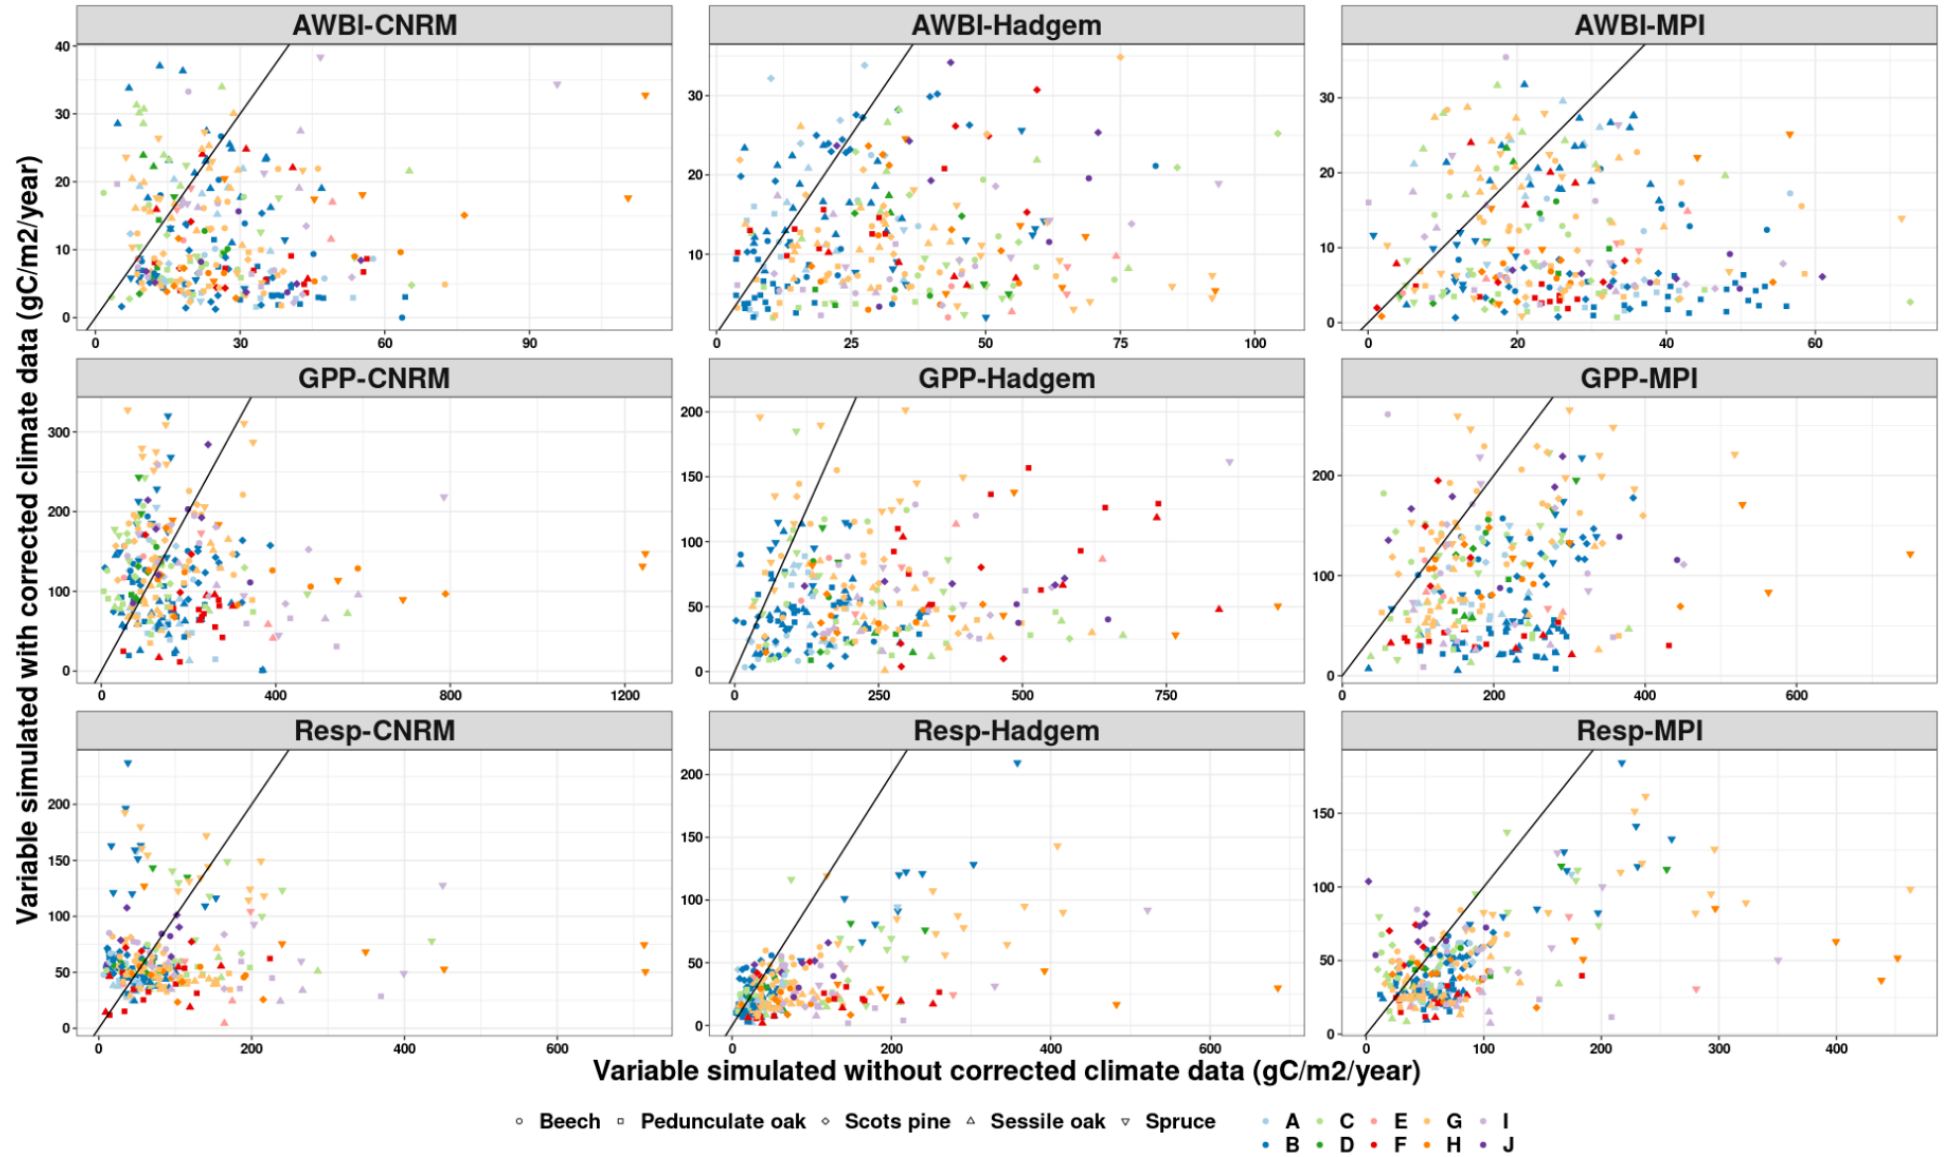 AWBI-CNRM AWBI-Hadgem AWBI-MPI
40
30
20
10
0
0 30 60 90
30
20
10
0 25 50 75 100
30
20
10
0
0 20 40 60
GPP-CNRM GPP-Hadgem GPP-MPI
300
200
100
0
0 400 800 1200
200
150
100
50
0
0 250 500 750
200
100
0
0 200 400 600
Resp-CNRM Resp-Hadgem Resp-MPI
200
150
100
50
0
0 200 400 600
200
150
100
50
0
0 200 400 600
150
100
50
0
0 100 200 300 400
Variable simulated with corrected climate data (gC/m2/year)
Variable simulated without corrected climate data (gC/m2/year)
Beech Pedunculate oak Scots pine Sessile oak Spruce
A C E G I
B D F H J